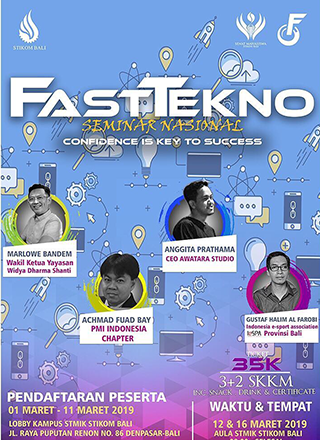 STIKOM BALI
FASTTEKNO
SEMINAR NASIONAL
CONFIDENCE IS KEY TO SUCCESS
MARLOWE BANDEM
Wakil Ketua Yayasan
Widya Dharma Shanti
ANGGITA PRATHAMA
CEO AWATARA STUDIO
ACHMAD FUAD BAY
PMI INDONESIA
CHAPTER
GUSTAF HALIM AL FAROBI
Indonesia e-sport association
IeSPA Provinsi Bali
TICKET
35K
3+2 SKKM
ING. SNACK, DRINK & CERTIFICATE
PENDAFTARAN PESERTA
01 MARET - 11 MARET 2019
LOBBY KAMPUS STMIK STIKOM BALI
JL. RAYA PUPUTAN RENON NO. 86 DENPASAR-BALI
WAKTU & TEMPAT
12 & 16 MARET 2019
AULA STMIK STIKOM BALI